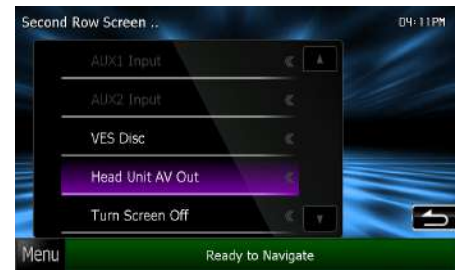 Second Row Screen ..
04:11PM
AUX1 Input
AUX2 Input
VES Disc
Head Unit AV Out
Turn Screen Off
Menu
Ready to Navigate